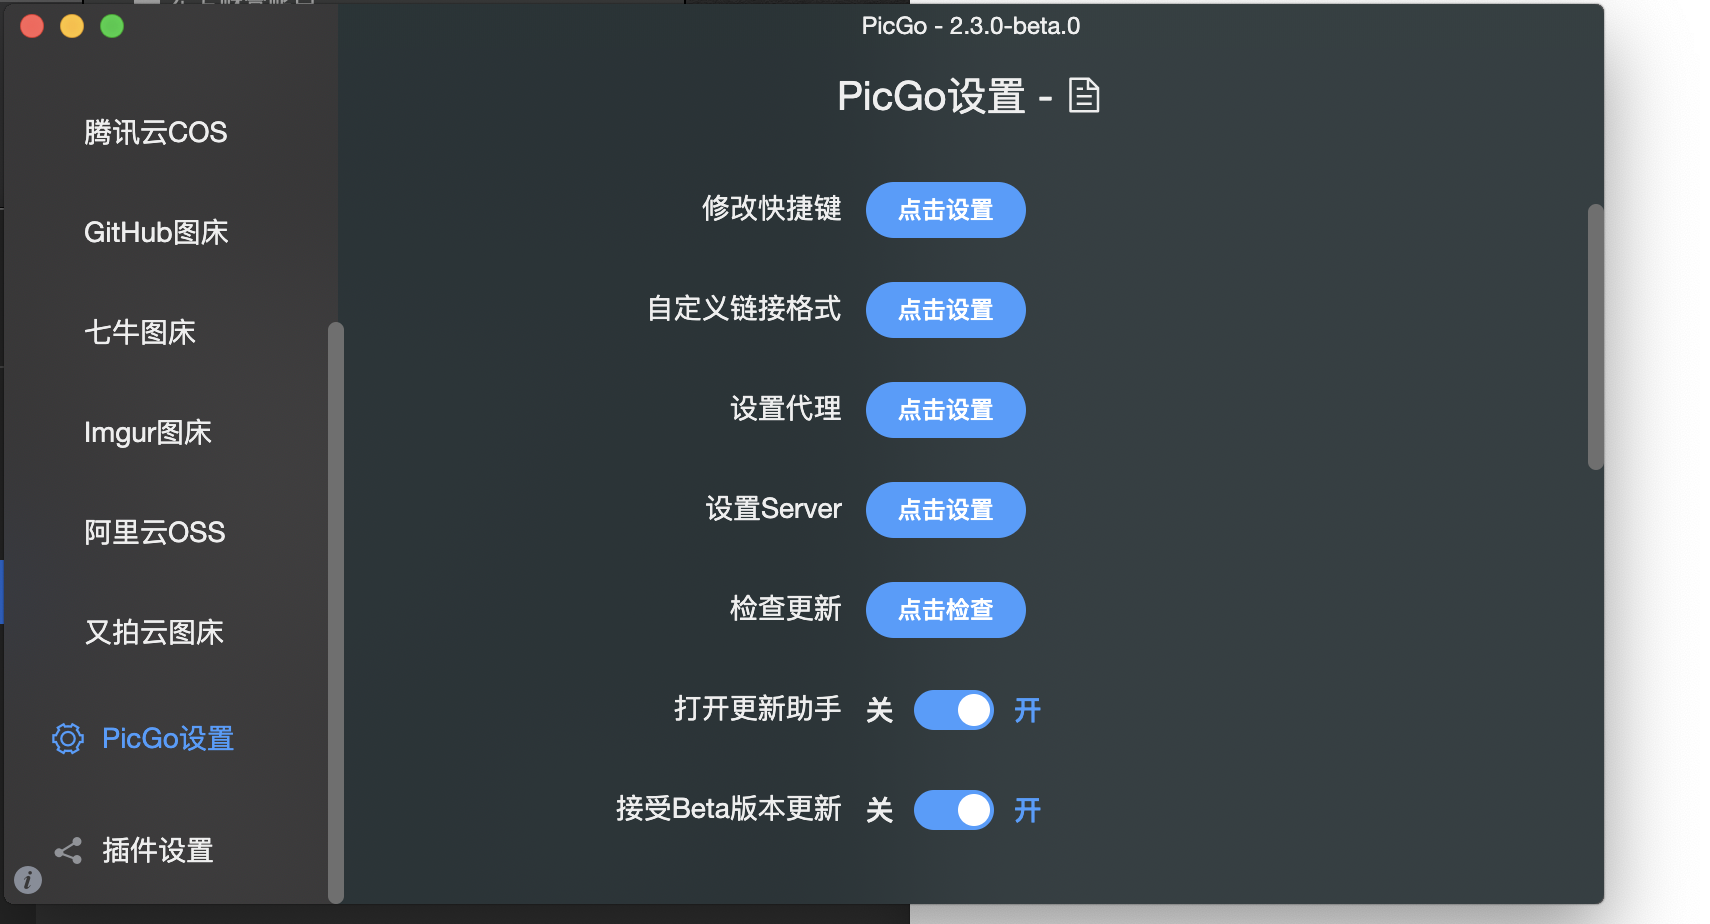 PicGo - 2.3.0-beta.0
腾讯云COS
GitHub图床
七牛图床
Imgur图床
阿里云OSS
又拍云图床
PicGo设置
插件设置
PicGo设置 -
修改快捷键 点击设置
自定义链接格式 点击设置
设置代理 点击设置
设置Server 点击设置
检查更新 点击检查
打开更新助手 关 开
接受Beta版本更新 关 开